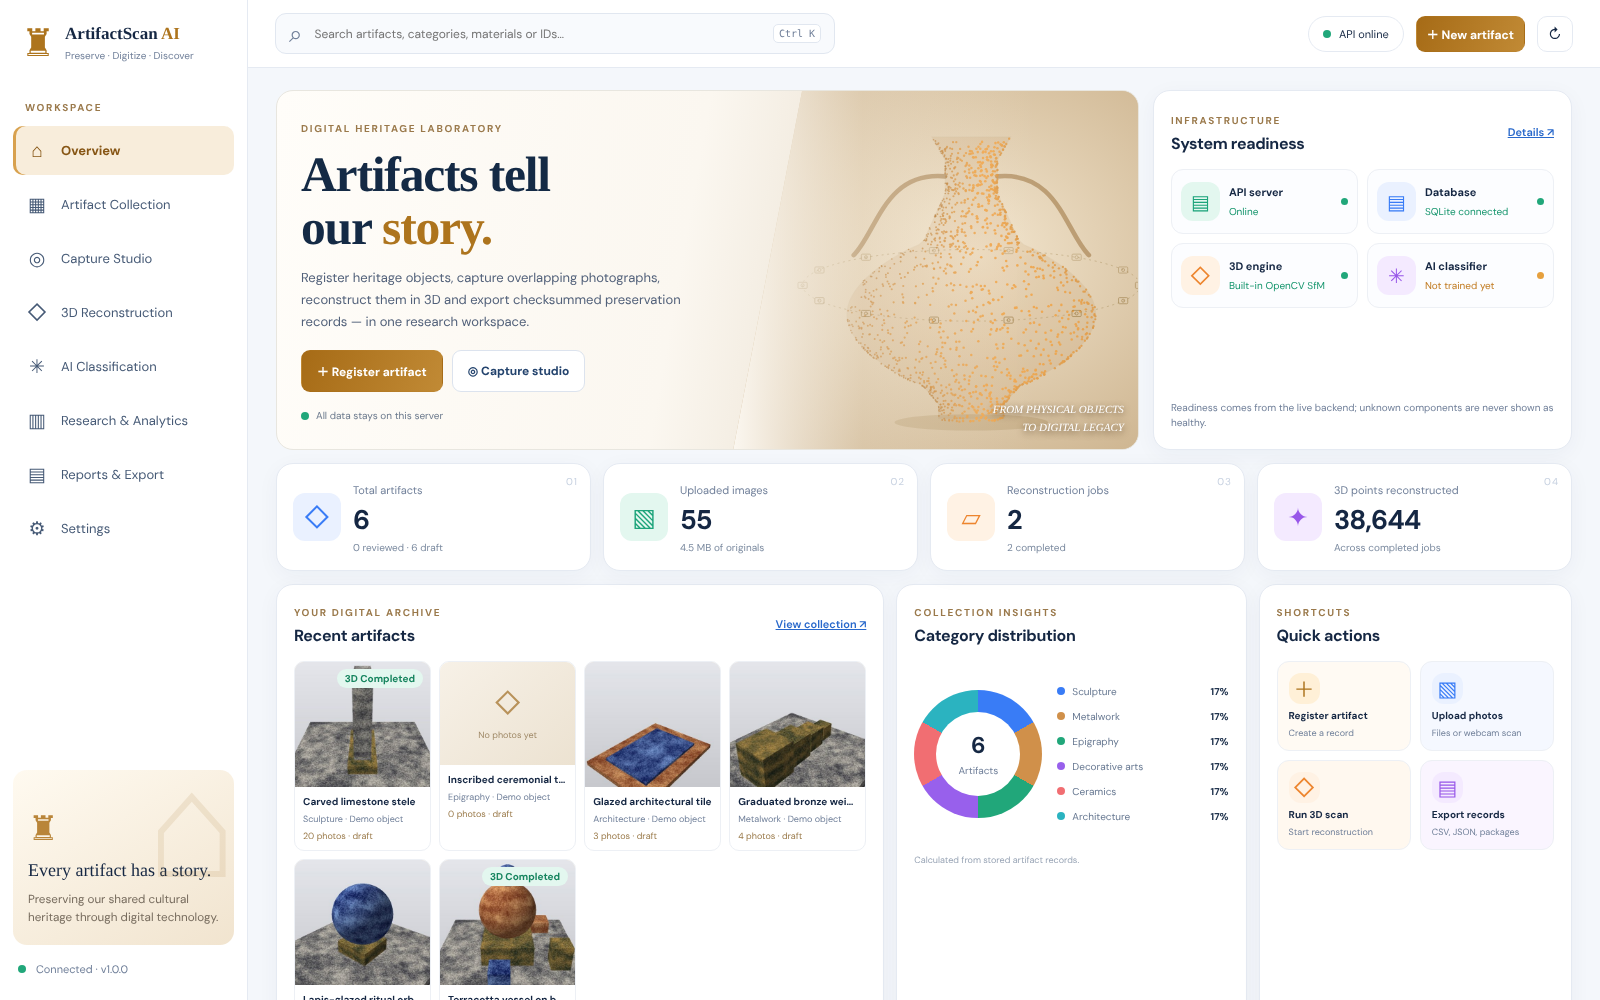 ArtifactScan AI
Preserve · Digitize · Discover
WORKSPACE
Overview
Artifact Collection
Capture Studio
3D Reconstruction
AI Classification
Research & Analytics
Reports & Export
Settings
Every artifact has a story.
Preserving our shared cultural
heritage through digital technology.
Connected · v1.0.0
Search artifacts, categories, materials or IDs...
Ctrl K
API online
+ New artifact
DIGITAL HERITAGE LABORATORY
Artifacts tell
our story.
Register heritage objects, capture overlapping photographs,
reconstruct them in 3D and export checksummed preservation
records — in one research workspace.
+ Register artifact
Capture studio
All data stays on this server
FROM PHYSICAL OBJECTS
TO DIGITAL LEGACY
INFRASTRUCTURE
System readiness
Details ↗
API server
Online
Database
SQLite connected
3D engine
Built-in OpenCV SfM
AI classifier
Not trained yet
Readiness comes from the live backend; unknown components are never shown as
healthy.
01
Total artifacts
6
0 reviewed · 6 draft
02
Uploaded images
55
4.5 MB of originals
03
Reconstruction jobs
2
2 completed
04
3D points reconstructed
38,644
Across completed jobs
YOUR DIGITAL ARCHIVE
Recent artifacts
View collection ↗
3D Completed
Carved limestone stele
Sculpture · Demo object
20 photos · draft
No photos yet
Inscribed ceremonial t...
Epigraphy · Demo object
0 photos · draft
Glazed architectural tile
Architecture · Demo object
3 photos · draft
Graduated bronze wei...
Metalwork · Demo object
4 photos · draft
Lapis-glazed ritual orb
3D Completed
Terracotta vessel on b...
COLLECTION INSIGHTS
Category distribution
6
Artifacts
Sculpture 17%
Metalwork 17%
Epigraphy 17%
Decorative arts 17%
Ceramics 17%
Architecture 17%
Calculated from stored artifact records.
SHORTCUTS
Quick actions
Register artifact
Create a record
Upload photos
Files or webcam scan
Run 3D scan
Start reconstruction
Export records
CSV, JSON, packages